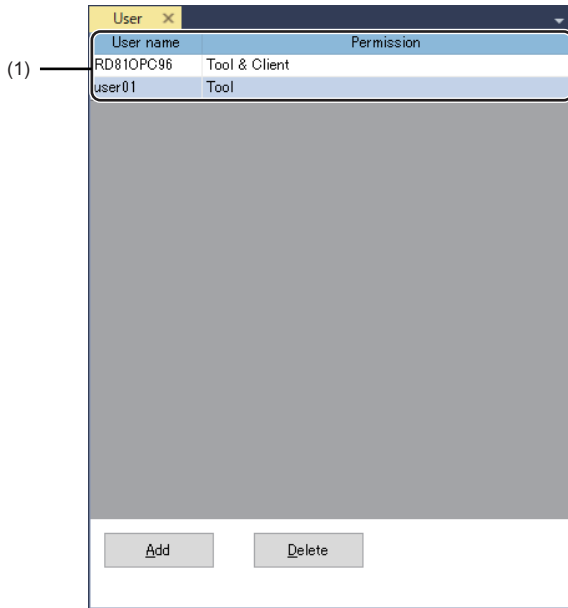 User
User name Permission
(1)
RD81OPC96 Tool & Client
user01 Tool
Add Delete